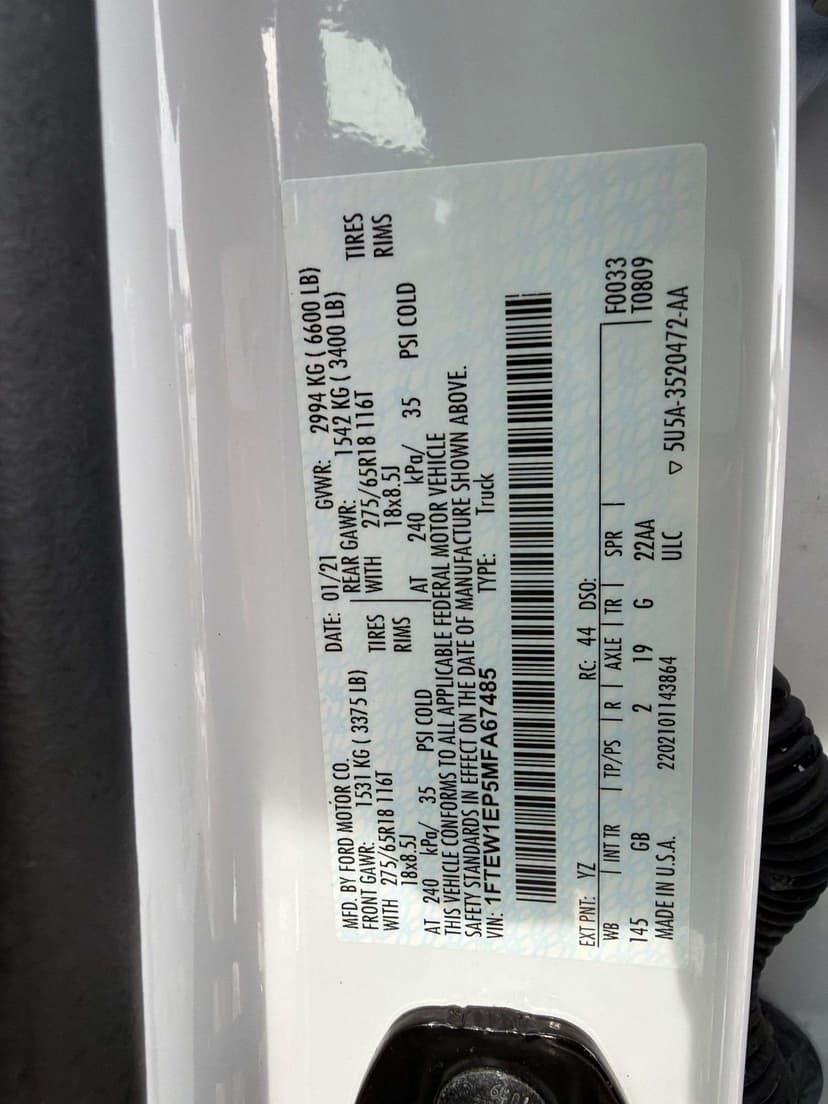 MFD. BY FORD MOTOR CO. DATE: 01/21 GVWR: 2994 KG ( 6600 LB)
FRONT GAWR: 1531 KG ( 3375 LB) REAR GAWR: 1542 KG ( 3400 LB)
WITH 275/65R18 116T TIRES WITH 275/65R18 116T TIRES
18x8.5J RIMS 18x8.5J RIMS
AT 240 kPa/ 35 PSI COLD AT 240 kPa/ 35 PSI COLD
THIS VEHICLE CONFORMS TO ALL APPLICABLE FEDERAL MOTOR VEHICLE
SAFETY STANDARDS IN EFFECT ON THE DATE OF MANUFACTURE SHOWN ABOVE.
VIN: 1FTEW1EP5MFA67485 TYPE: Truck
EXT PNT: YZ RC: 44 DSO:
WB INT TR TP/PS R AXLE TR SPR F0033
145 GB 2 19 G 22AA T0809
MADE IN U.S.A. 2202101143864 ULC ▽ 5U5A-3520472-AA